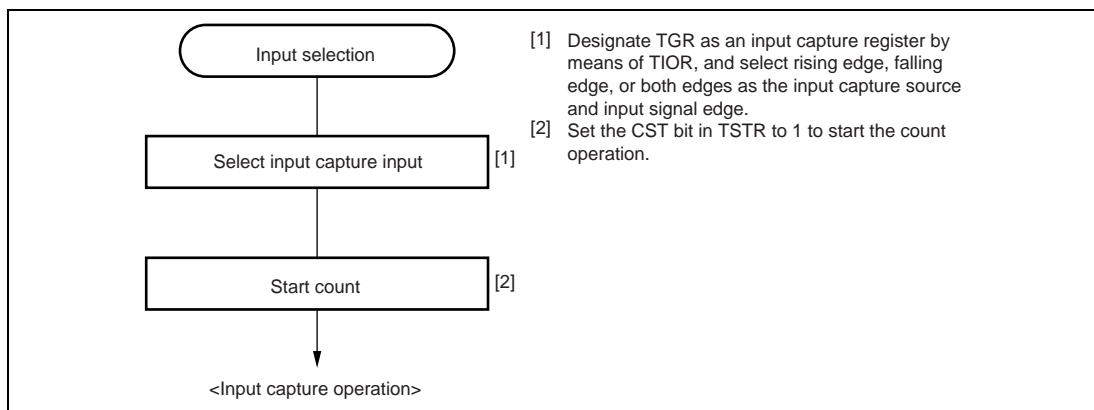 Input selection
Select input capture input
[1]
Start count
[2]
<Input capture operation>
[1] Designate TGR as an input capture register by
means of TIOR, and select rising edge, falling
edge, or both edges as the input capture source
and input signal edge.
[2] Set the CST bit in TSTR to 1 to start the count
operation.